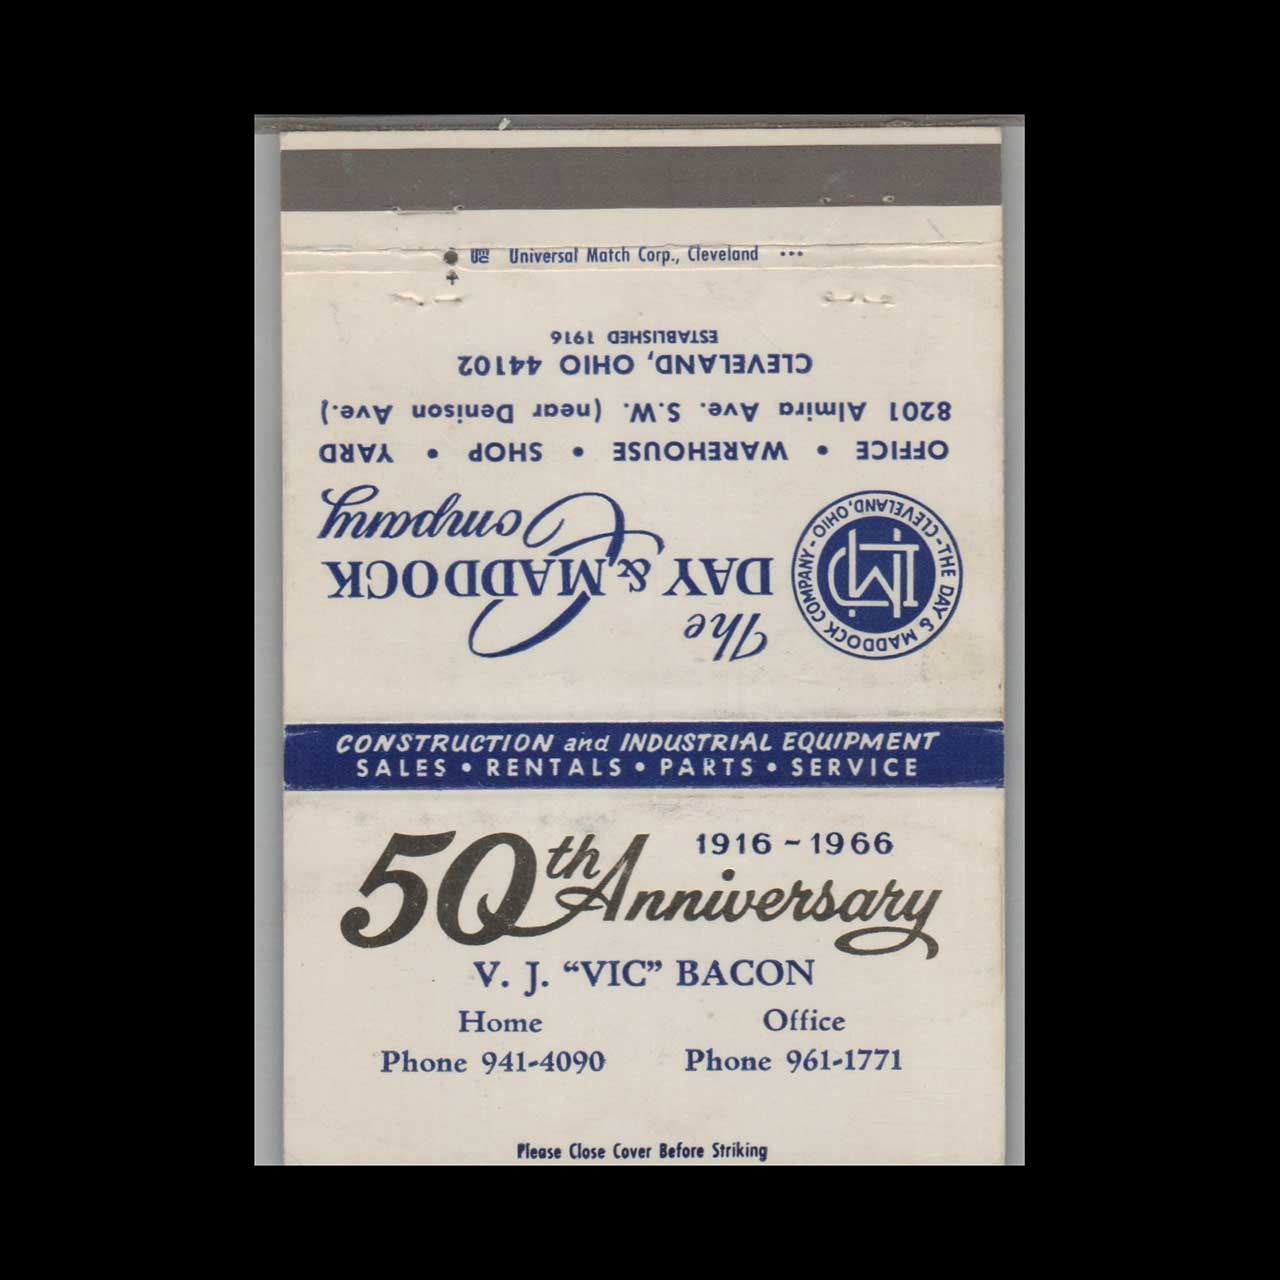 Universal Match Corp., Cleveland
The
DAY & MADDOCK
Company
THE DAY & MADDOCK COMPANY - CLEVELAND, OHIO -
OFFICE • WAREHOUSE • SHOP • YARD
8201 Almira Ave. S.W. (near Denison Ave.)
CLEVELAND, OHIO 44102
ESTABLISHED 1916
CONSTRUCTION and INDUSTRIAL EQUIPMENT
SALES • RENTALS • PARTS • SERVICE
50th Anniversary
1916 - 1966
V. J. “VIC” BACON
Home
Phone 941-4090
Office
Phone 961-1771
Please Close Cover Before Striking